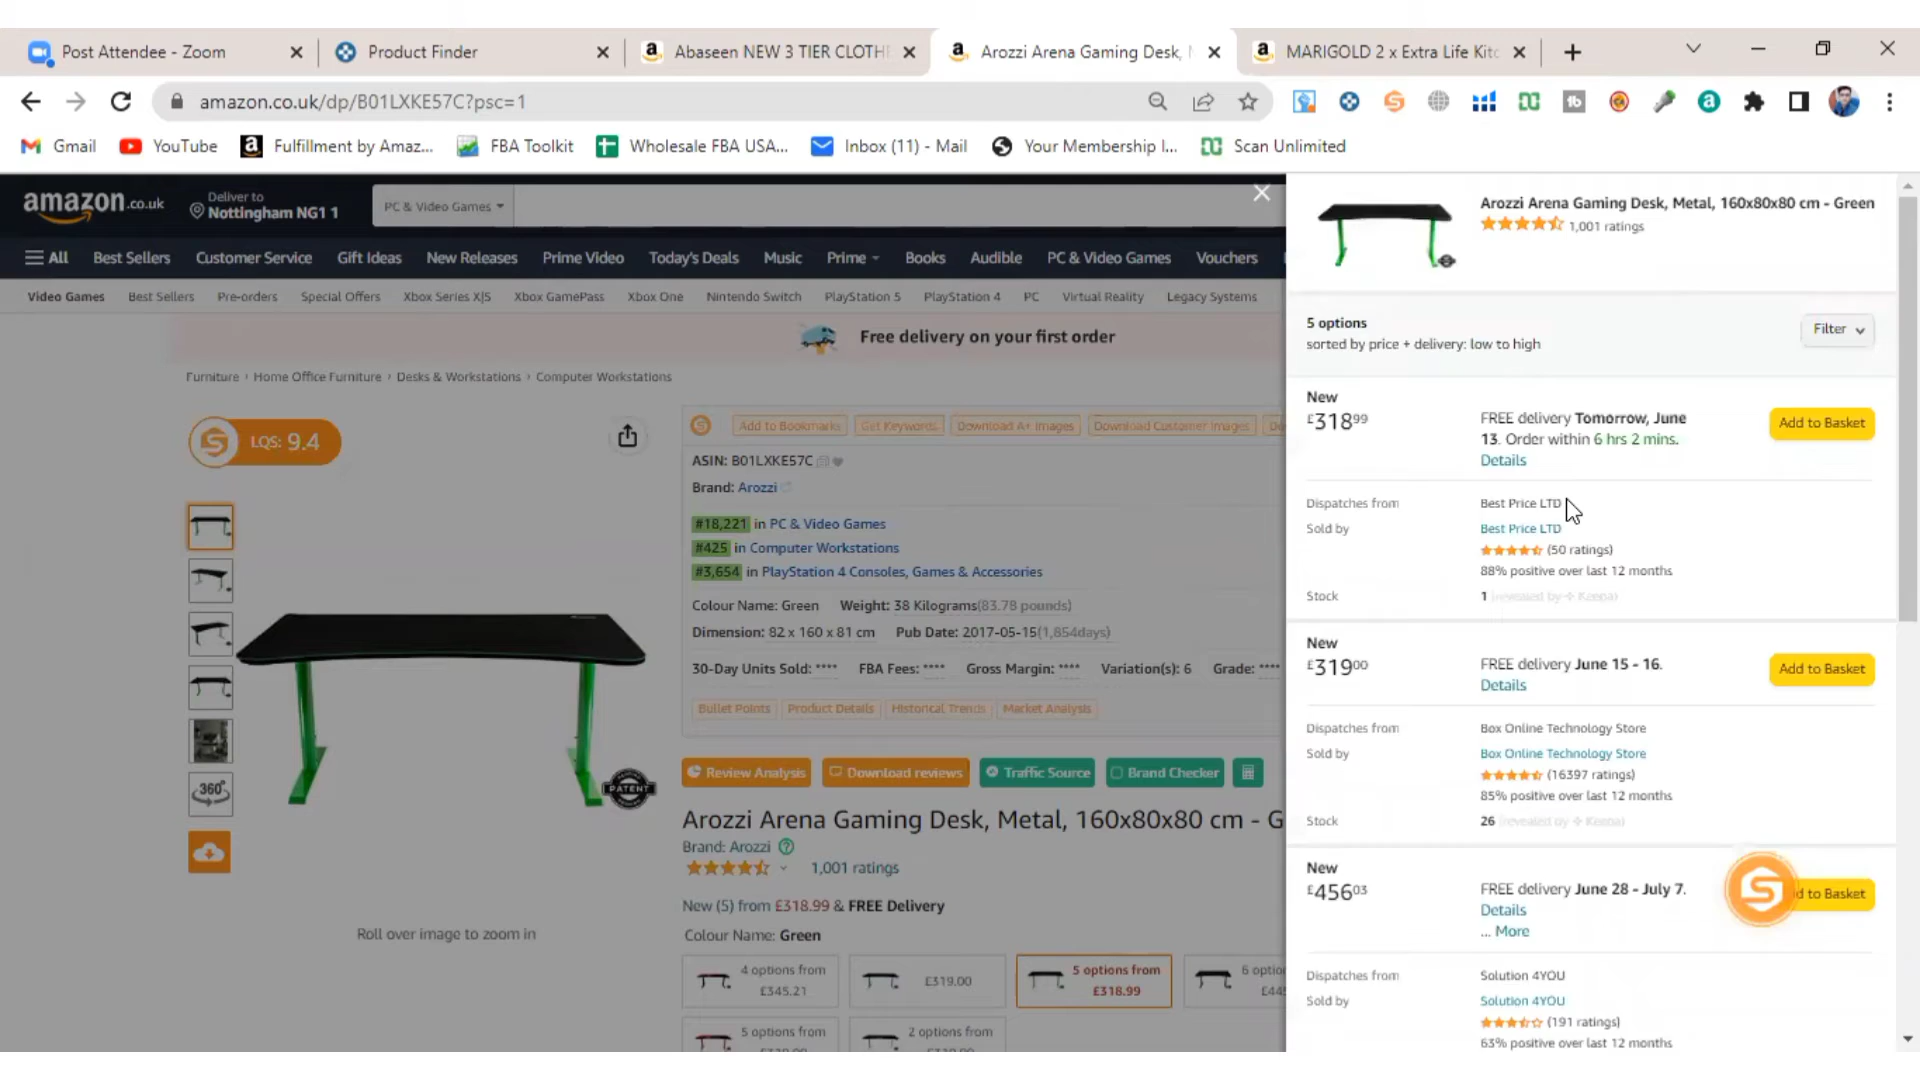 Post Attendee - Zoom
Product Finder
Abaseen NEW 3 TIER CLOTHE
Arozzi Arena Gaming Desk,
MARIGOLD 2 x Extra Life Kitc
amazon.co.uk/dp/B01LXKE57C?psc=1
Gmail
YouTube
Fulfillment by Amaz...
FBA Toolkit
Wholesale FBA USA...
Inbox (11) - Mail
Your Membership I...
Scan Unlimited
amazon.co.uk
Deliver to
Nottingham NG1 1
PC & Video Games
All
Best Sellers
Customer Service
Gift Ideas
New Releases
Prime Video
Today's Deals
Music
Prime
Books
Audible
PC & Video Games
Vouchers
Video Games
Best Sellers
Pre-orders
Special Offers
Xbox Series X|S
Xbox GamePass
Xbox One
Nintendo Switch
PlayStation 5
PlayStation 4
PC
Virtual Reality
Legacy Systems
Free delivery on your first order
Furniture › Home Office Furniture › Desks & Workstations › Computer Workstations
LQS: 9.4
Add to Bookmarks
Get Keywords
Download A+ Images
Download Customer Images
ASIN: B01LXKE57C
Brand: Arozzi
#18,221 in PC & Video Games
#425 in Computer Workstations
#3,654 in PlayStation 4 Consoles, Games & Accessories
Colour Name: Green Weight: 38 Kilograms(83.78 pounds)
Dimension: 82 x 160 x 81 cm Pub Date: 2017-05-15(1,854days)
30-Day Units Sold: **** FBA Fees: **** Gross Margin: **** Variation(s): 6 Grade: ****
Bullet Points
Product Details
Historical Trends
Market Analysis
360°
PATENT
Review Analysis
Download reviews
Traffic Source
Brand Checker
Arozzi Arena Gaming Desk, Metal, 160x80x80 cm - G
Brand: Arozzi
1,001 ratings
New (5) from £318.99 & FREE Delivery
Roll over image to zoom in
Colour Name: Green
4 options from
£345.21
£319.00
5 options from
£318.99
6 optio
£445
5 options from
2 options from
Arozzi Arena Gaming Desk, Metal, 160x80x80 cm - Green
1,001 ratings
5 options
sorted by price + delivery: low to high
Filter
New
£318⁹⁹
FREE delivery Tomorrow, June
13. Order within 6 hrs 2 mins.
Details
Add to Basket
Dispatches from
Best Price LTD
Sold by
Best Price LTD
(50 ratings)
88% positive over last 12 months
Stock
1 (revealed by Keepa)
New
£319⁰⁰
FREE delivery June 15 - 16.
Details
Add to Basket
Dispatches from
Box Online Technology Store
Sold by
Box Online Technology Store
(16397 ratings)
85% positive over last 12 months
Stock
26 (revealed by Keepa)
New
£456⁰³
FREE delivery June 28 - July 7.
Details
... More
d to Basket
Dispatches from
Solution 4YOU
Sold by
Solution 4YOU
(191 ratings)
63% positive over last 12 months